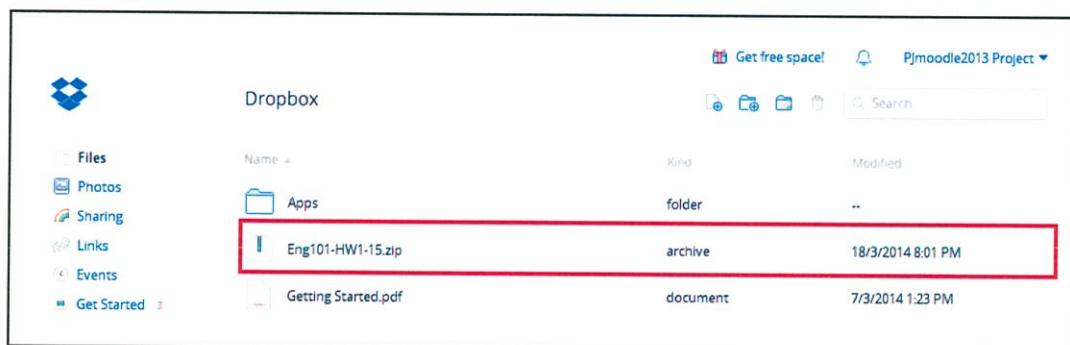 Get free space! PJmoodle2013 Project
Dropbox
Search
Files
Name Kind Modified
Photos
Apps folder --
Sharing
Links
Eng101-HW1-15.zip archive 18/3/2014 8:01 PM
Events
Get Started 3
Getting Started.pdf document 7/3/2014 1:23 PM